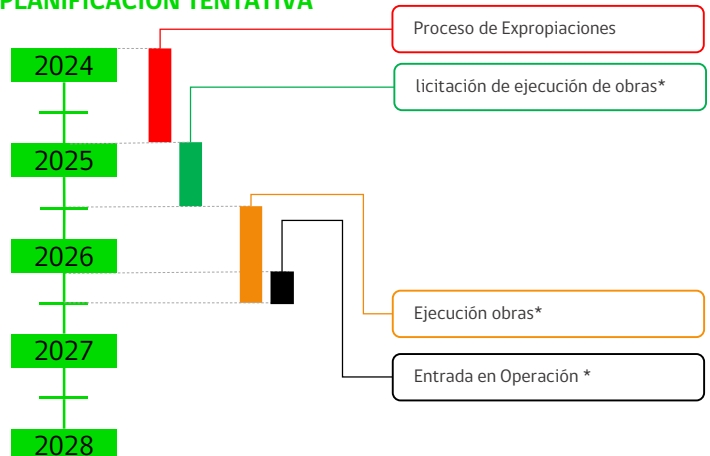 PLANIFICACIÓN TENTATIVA
Proceso de Expropiaciones
2024
licitación de ejecución de obras*
2025
2026
Ejecución obras*
2027
Entrada en Operación *
2028